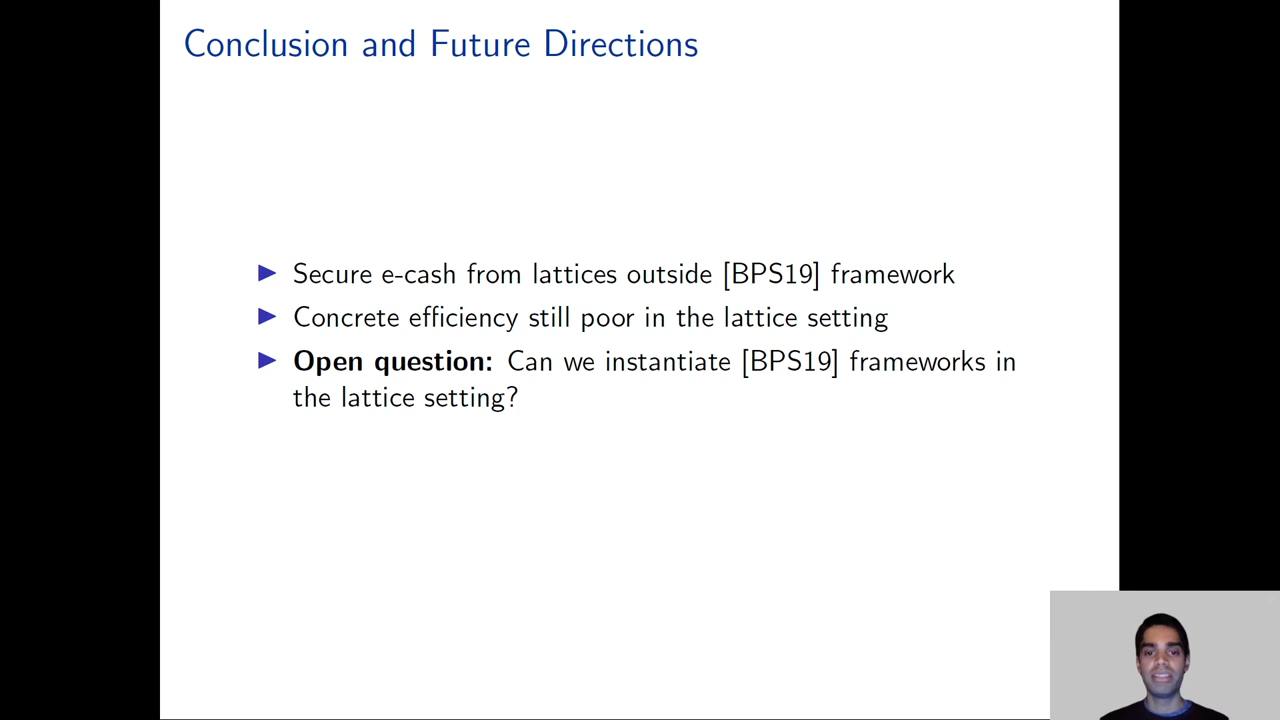 Conclusion and Future Directions
Secure e-cash from lattices outside [BPS19] framework
Concrete efficiency still poor in the lattice setting
Open question: Can we instantiate [BPS19] frameworks in
the lattice setting?